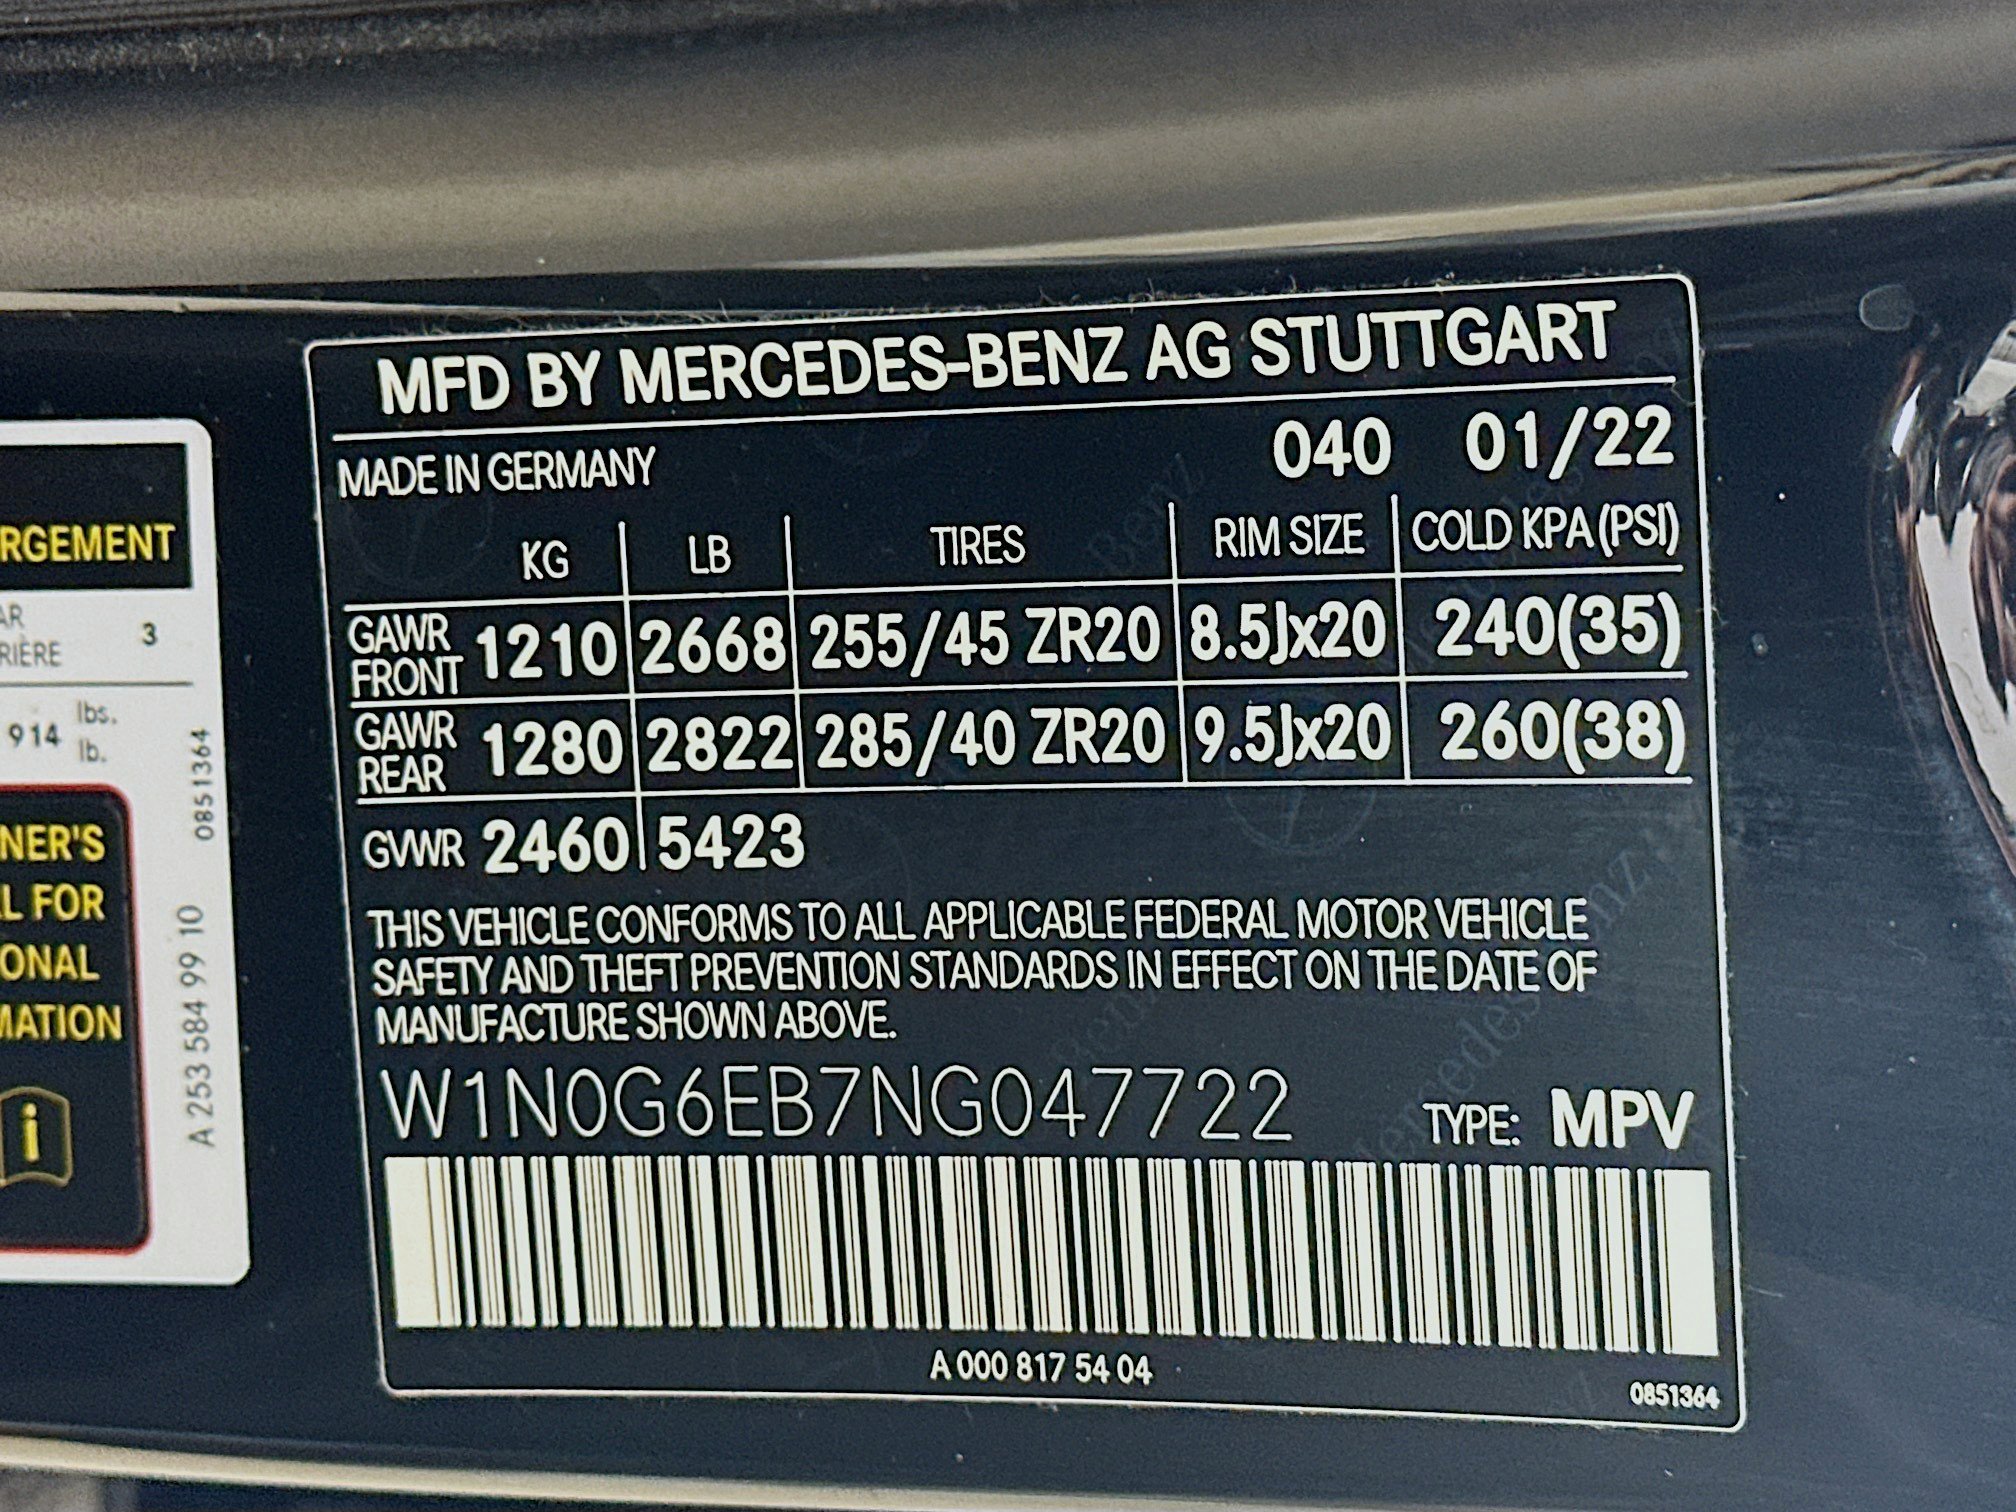 MFD BY MERCEDES-BENZ AG STUTTGART
MADE IN GERMANY 040 01/22
KG LB TIRES RIM SIZE COLD KPA (PSI)
GAWR FRONT 1210 2668 255/45 ZR20 8.5Jx20 240(35)
GAWR REAR 1280 2822 285/40 ZR20 9.5Jx20 260(38)
GVWR 2460 5423
THIS VEHICLE CONFORMS TO ALL APPLICABLE FEDERAL MOTOR VEHICLE
SAFETY AND THEFT PREVENTION STANDARDS IN EFFECT ON THE DATE OF
MANUFACTURE SHOWN ABOVE.
W1N0G6EB7NG047722 TYPE: MPV
A 000 817 54 04
0851364
RGEMENT
AR
RIÈRE 3
914 lbs.
lb.
NER'S
L FOR
ONAL
MATION
i
A 253 584 99 10 0851364